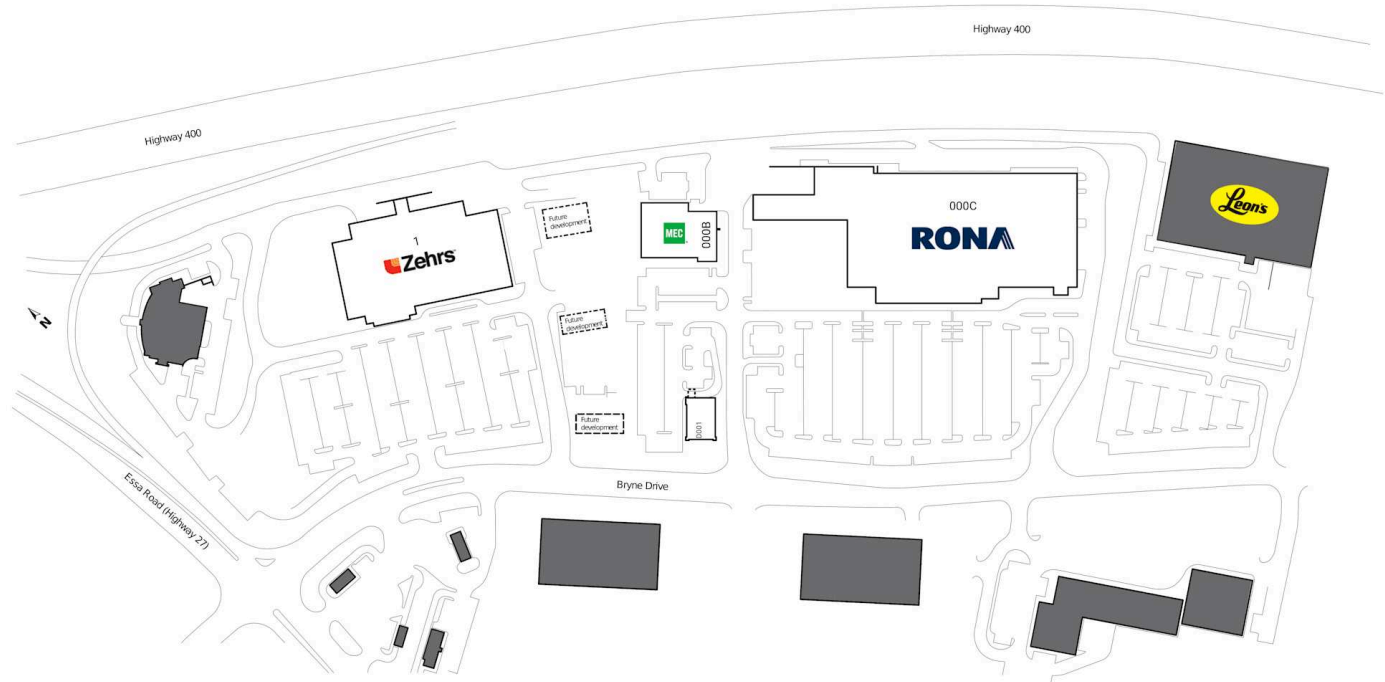 Highway 400
Highway 400
Leon's
000C
RONA
Future
development
MEC
000B
1
Zehrs
N
Future
development
Future
development
0001
Bryne Drive
Essa Road (Highway 27)